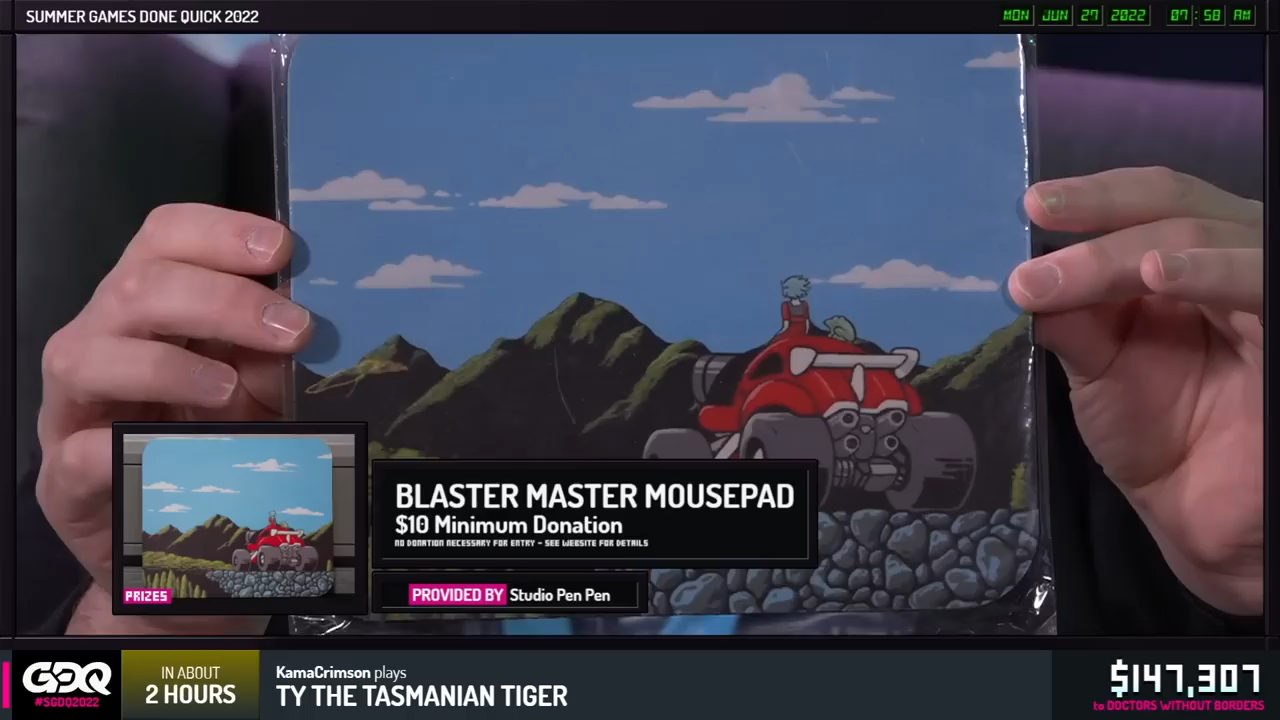 SUMMER GAMES DONE QUICK 2022
MON JUN 27 2022 07:58 AM
BLASTER MASTER MOUSEPAD
$10 Minimum Donation
NO DONATION NECESSARY FOR ENTRY - SEE WEBSITE FOR DETAILS
PRIZES
PROVIDED BY Studio Pen Pen
GDQ
#SGDQ2022
IN ABOUT
2 HOURS
KamaCrimson plays
TY THE TASMANIAN TIGER
$147,307
to DOCTORS WITHOUT BORDERS